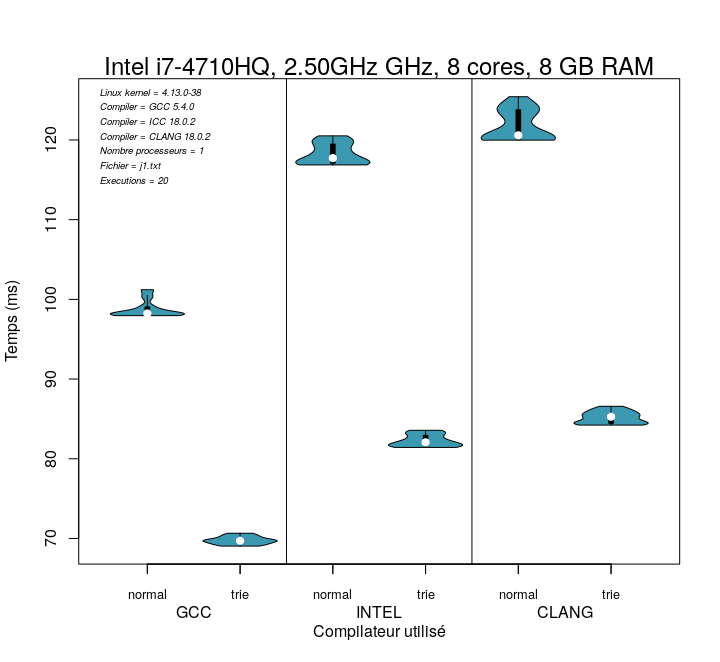 Intel i7-4710HQ, 2.50GHz GHz, 8 cores, 8 GB RAM
Linux kernel = 4.13.0-38
Compiler = GCC 5.4.0
Compiler = ICC 18.0.2
Compiler = CLANG 18.0.2
Nombre processeurs = 1
Fichier = j1.txt
Executions = 20
Temps (ms)
120
110
100
90
80
70
normal trie normal trie normal trie
GCC INTEL CLANG
Compilateur utilisé